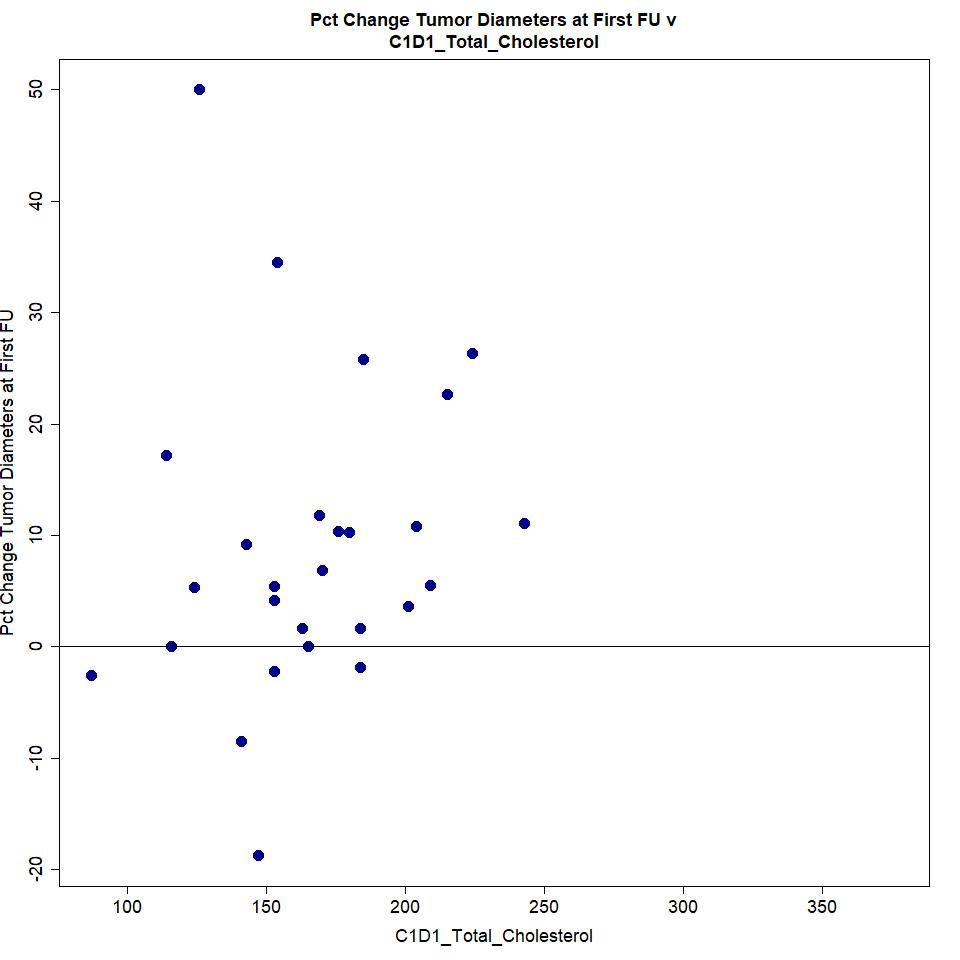 Pct Change Tumor Diameters at First FU v
C1D1_Total_Cholesterol
Pct Change Tumor Diameters at First FU
50
40
30
20
10
0
-10
-20
100 150 200 250 300 350
C1D1_Total_Cholesterol